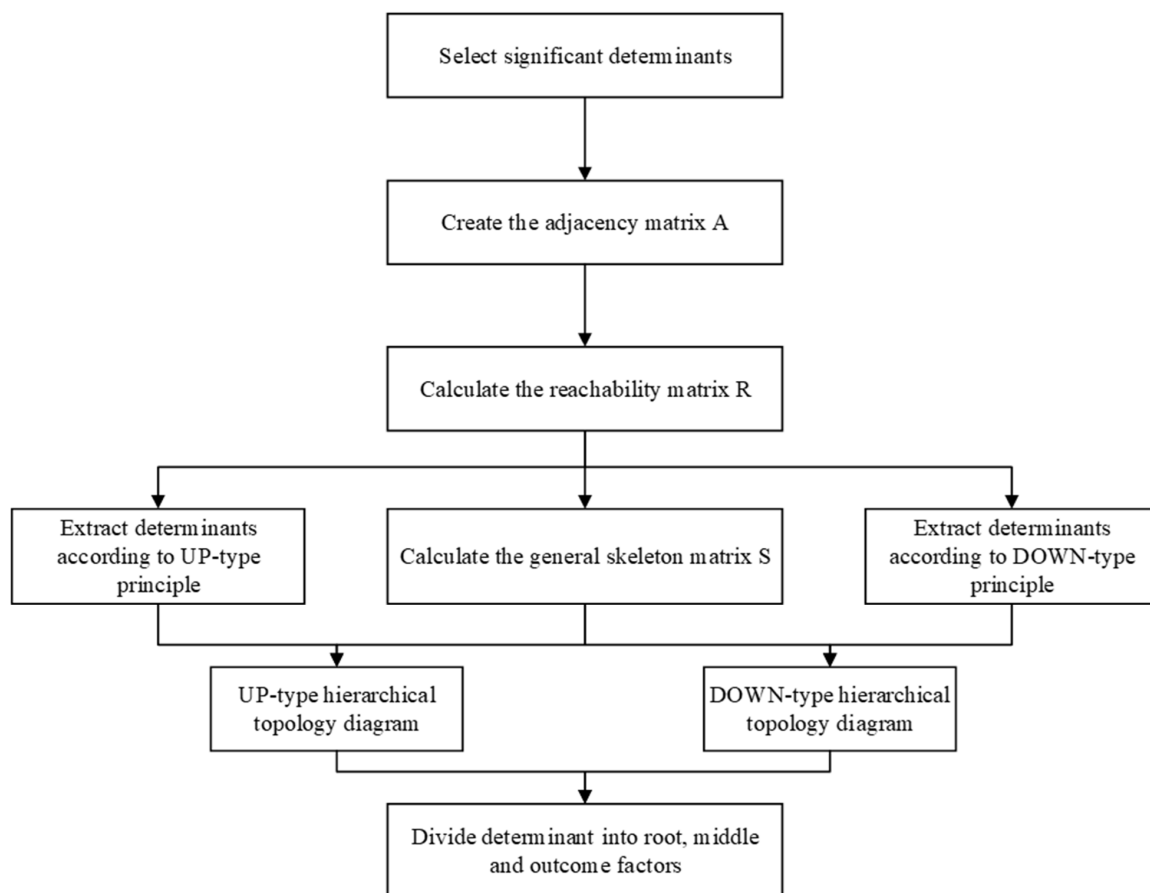 Select significant determinants
Create the adjacency matrix A
Calculate the reachability matrix R
Extract determinants
according to UP-type
principle
Calculate the general skeleton matrix S
Extract determinants
according to DOWN-type
principle
UP-type hierarchical
topology diagram
DOWN-type hierarchical
topology diagram
Divide determinant into root, middle
and outcome factors